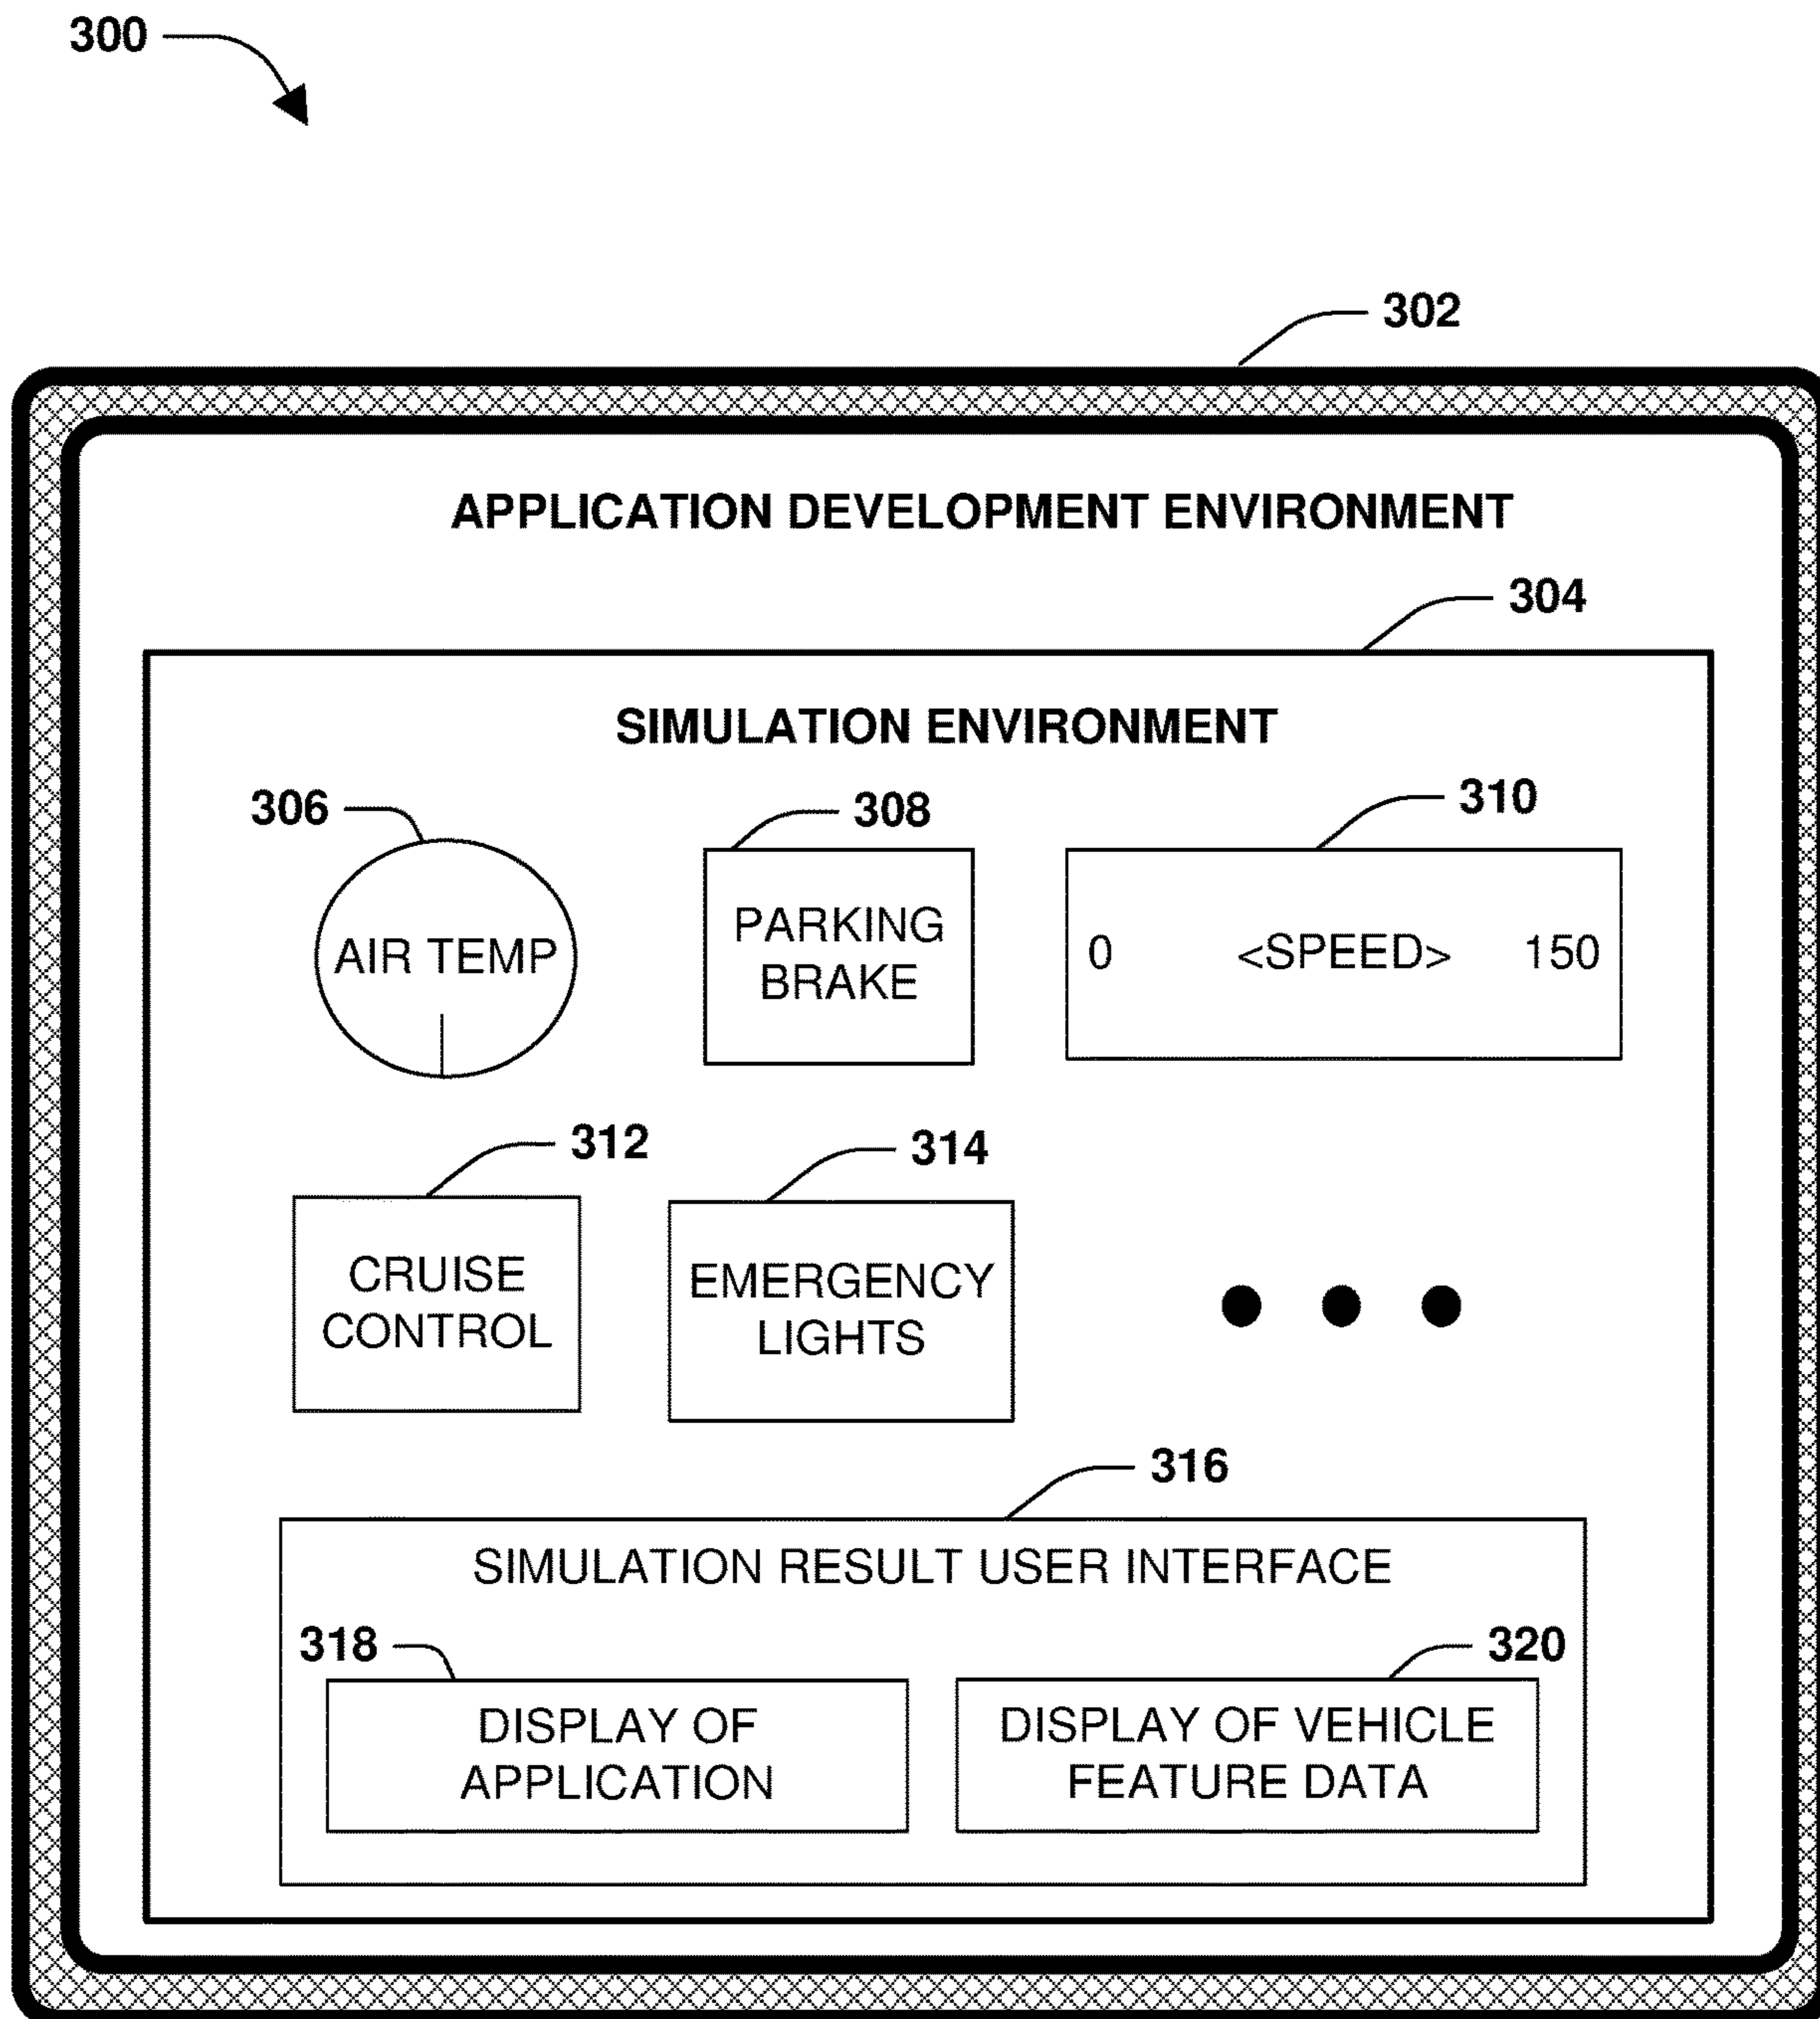 300
302
APPLICATION DEVELOPMENT ENVIRONMENT
304
SIMULATION ENVIRONMENT
306
308
310
AIR TEMP
PARKING
BRAKE
0 <SPEED> 150
312
314
CRUISE
CONTROL
EMERGENCY
LIGHTS
316
SIMULATION RESULT USER INTERFACE
318
320
DISPLAY OF
APPLICATION
DISPLAY OF VEHICLE
FEATURE DATA